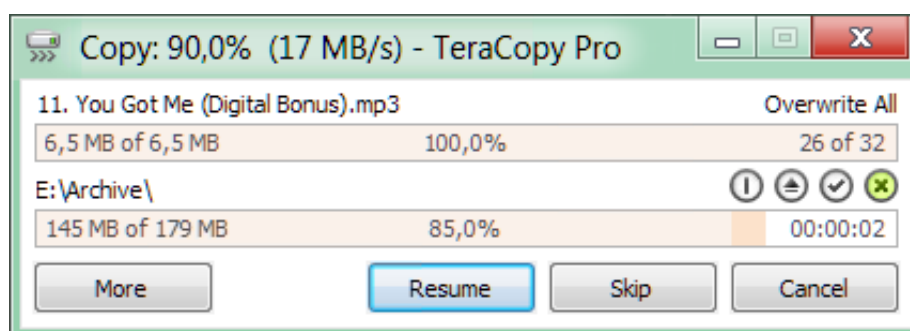 Copy: 90,0% (17 MB/s) - TeraCopy Pro
11. You Got Me (Digital Bonus).mp3 Overwrite All
6,5 MB of 6,5 MB 100,0% 26 of 32
E:\Archive\
145 MB of 179 MB 85,0% 00:00:02
More Resume Skip Cancel